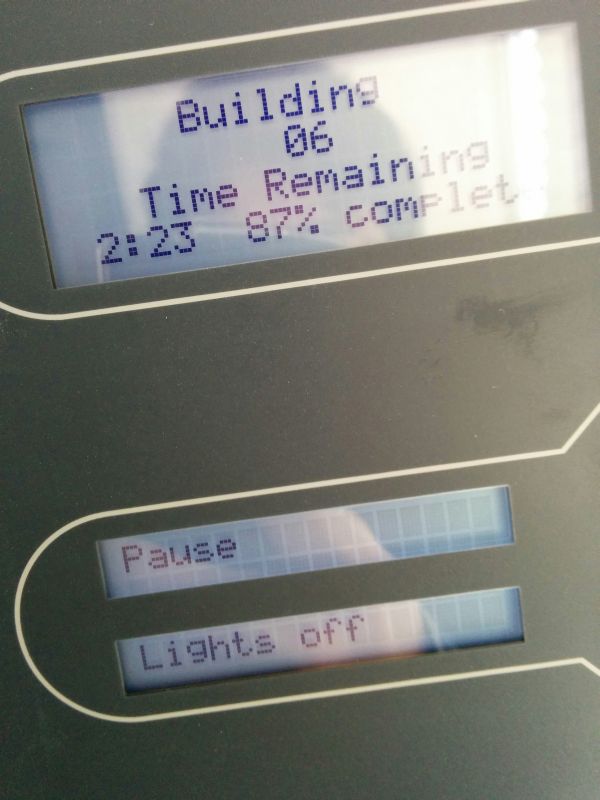 Building
06
Time Remaining
2:23 87% complet
Pause
Lights off